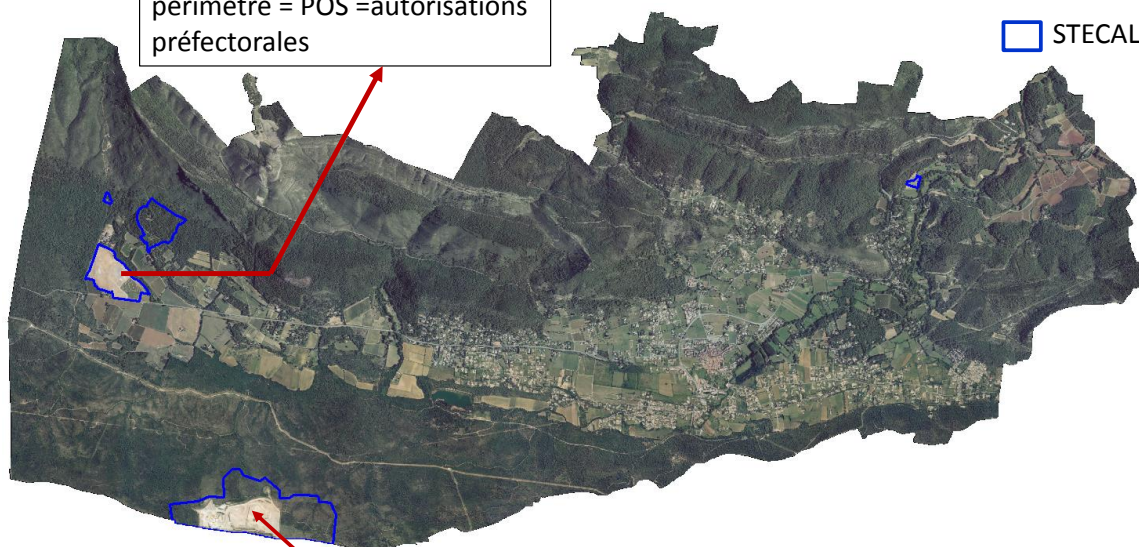 périmètre = POS =autorisations
préfectorales
STECAL